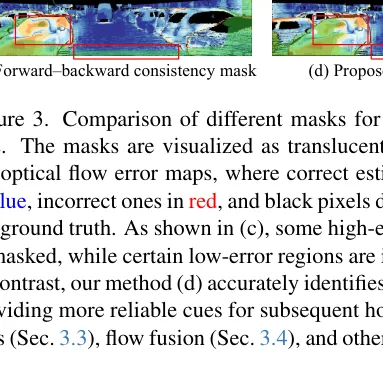 Forward–backward consistency mask
(d) Propose
ure 3. Comparison of different masks for
. The masks are visualized as translucent
optical flow error maps, where correct esti
lue, incorrect ones in red, and black pixels d
ground truth. As shown in (c), some high-e
nasked, while certain low-error regions are i
contrast, our method (d) accurately identifies
viding more reliable cues for subsequent ho
s (Sec. 3.3), flow fusion (Sec. 3.4), and other